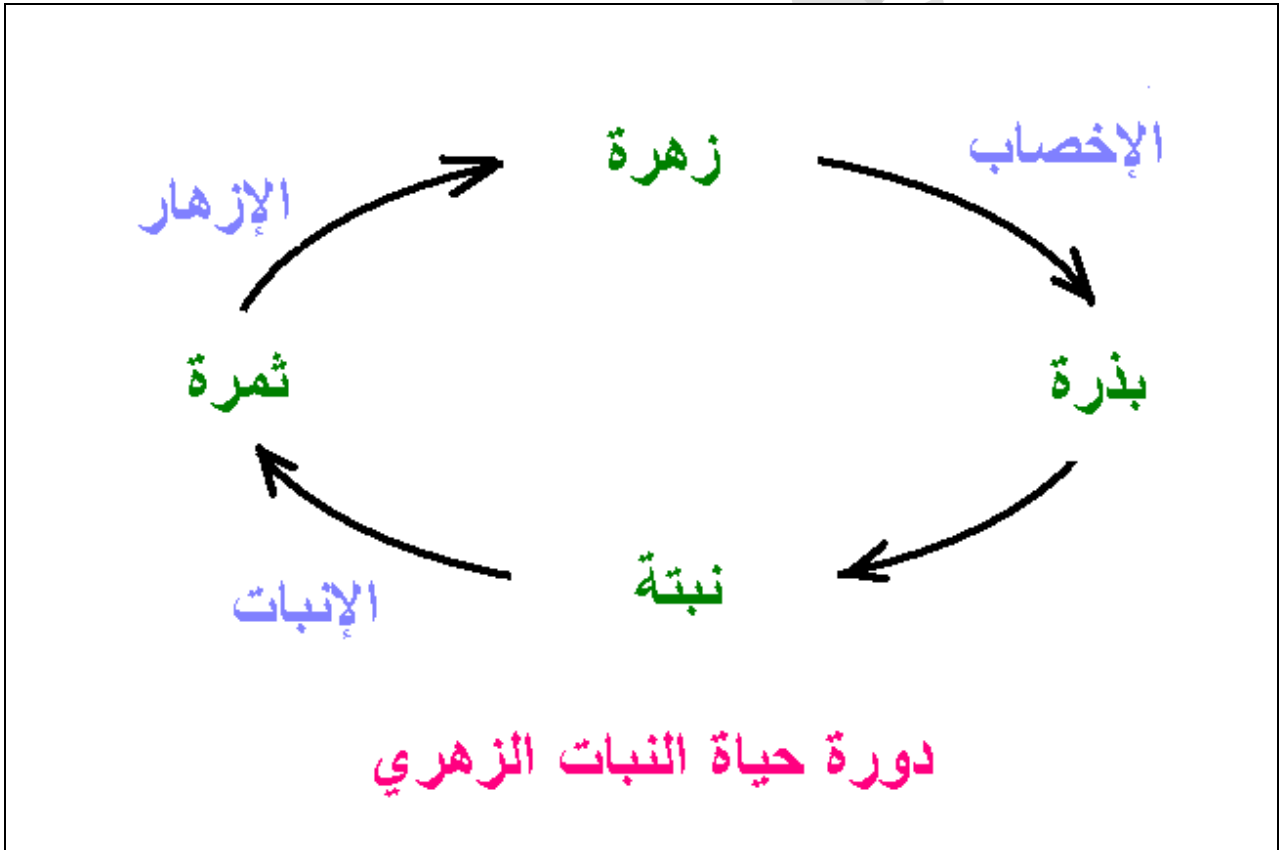 زهرة
الإخصاب
الإزهار
بذرة
ثمرة
نبتة
الإنبات
دورة حياة النبات الزهري